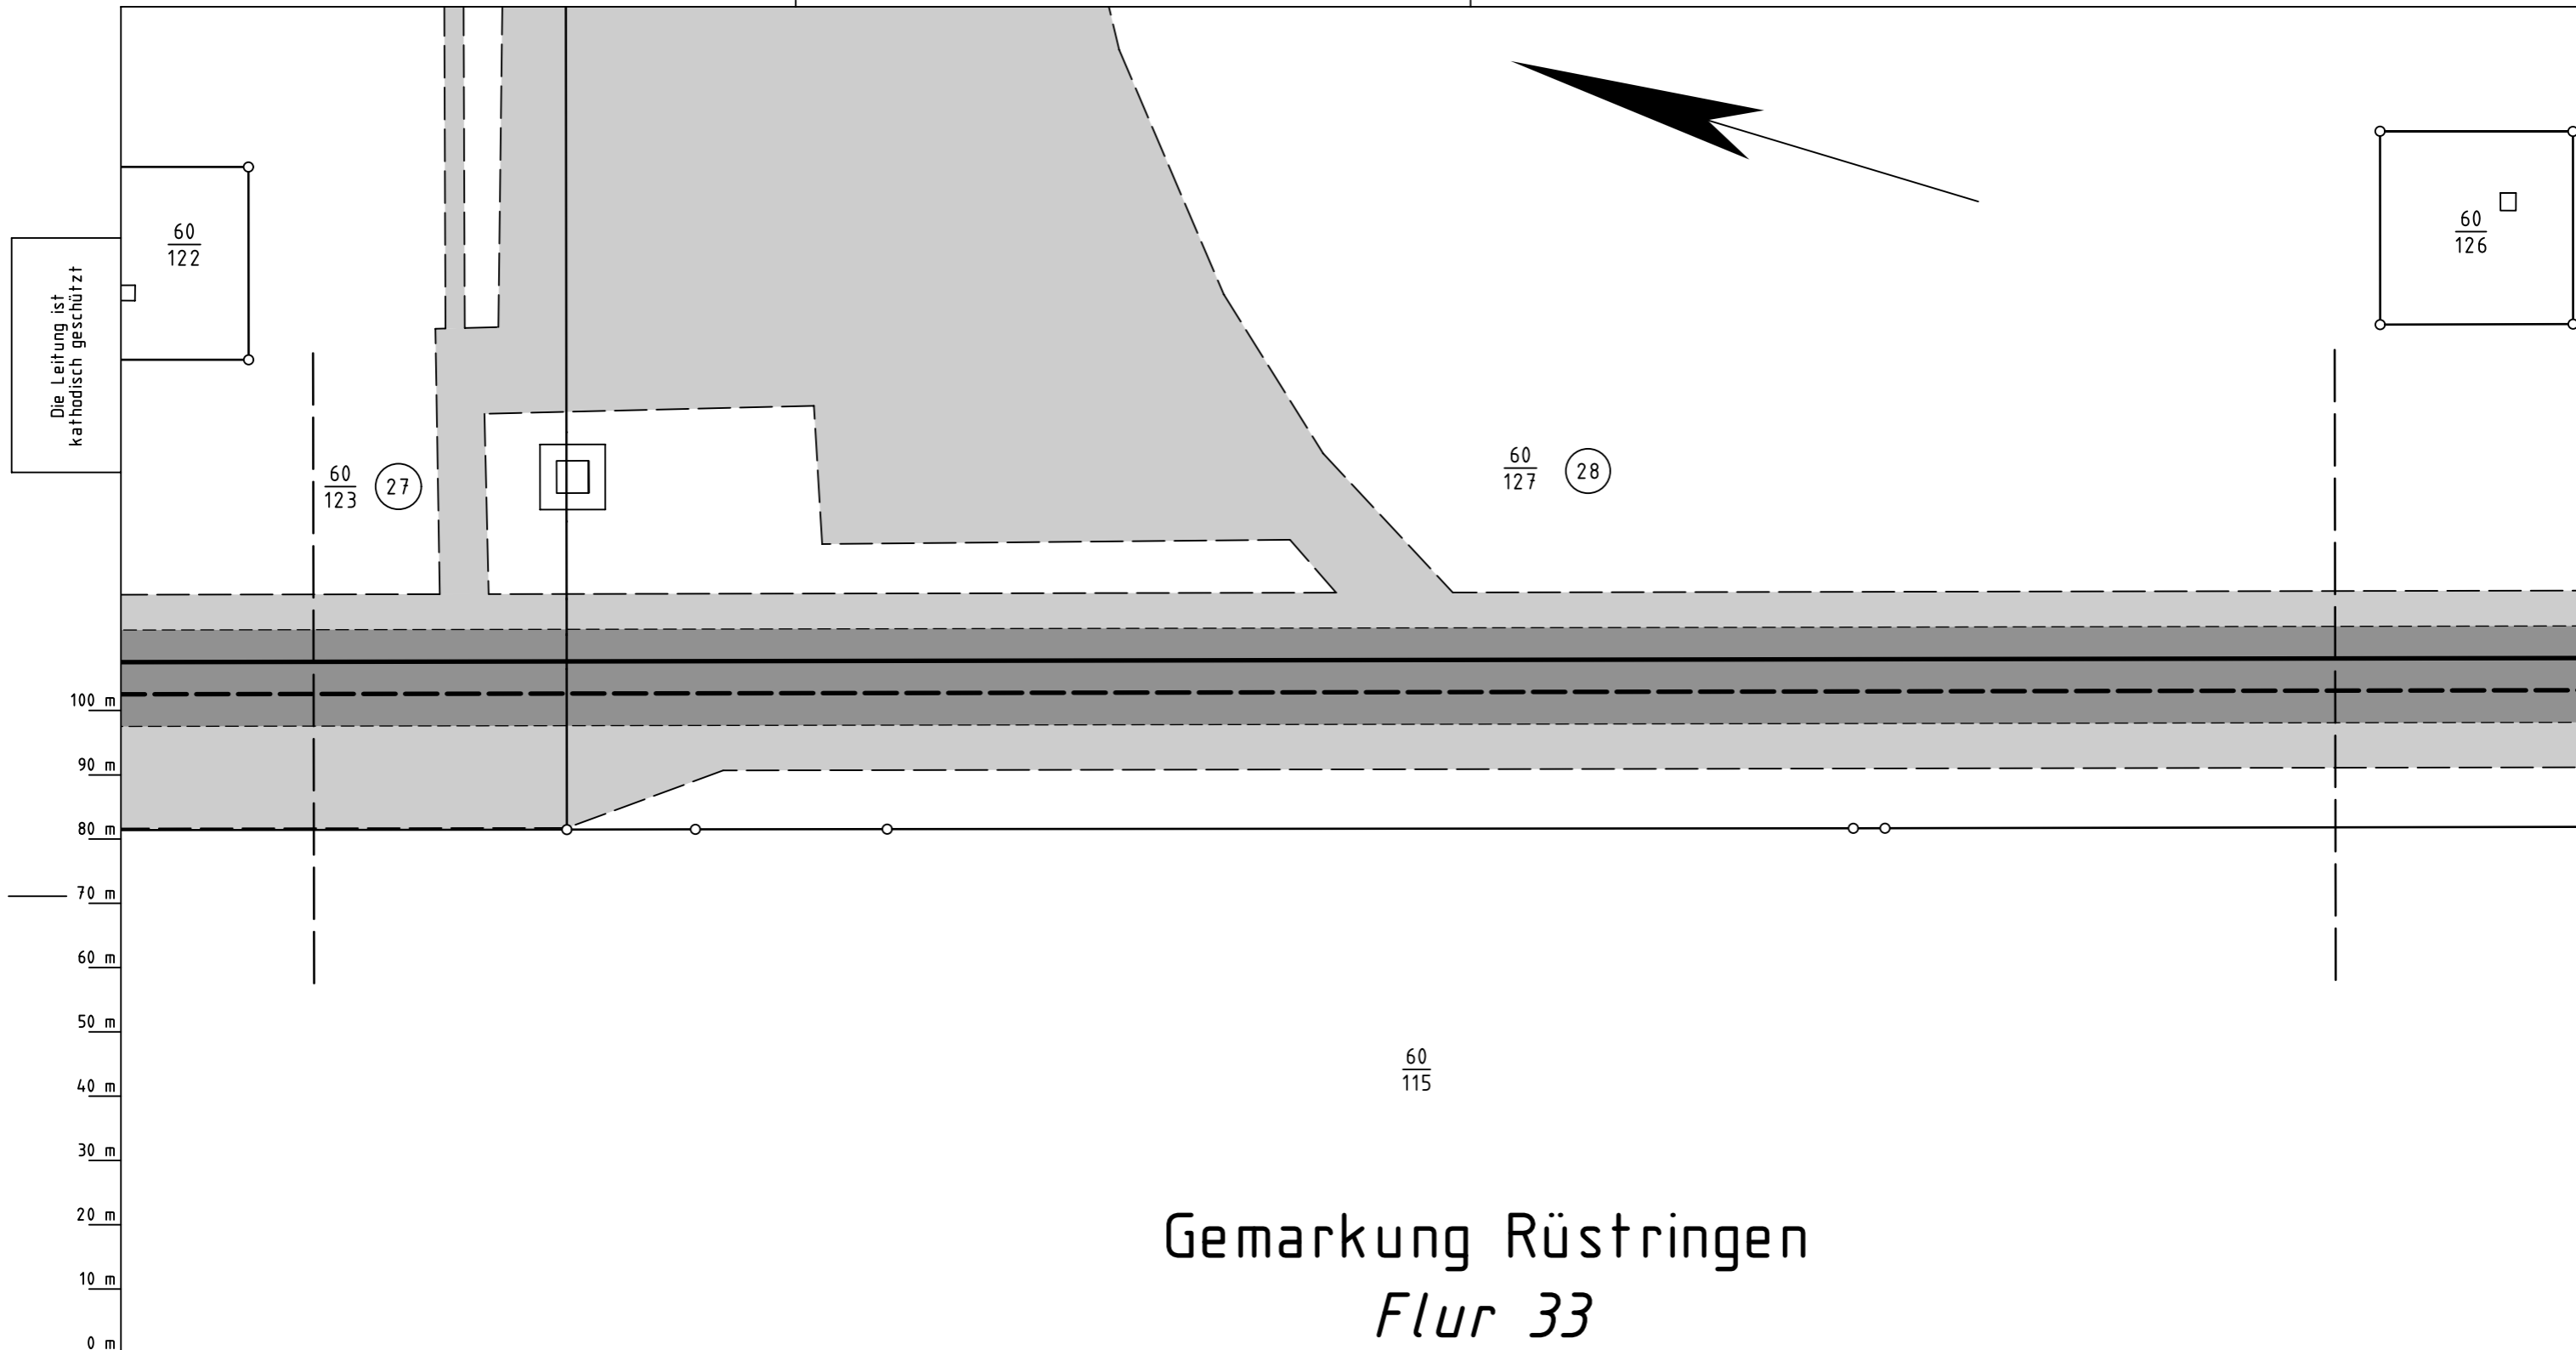 60
122
60
126
Die Leitung ist
kathodisch geschützt
60
123
27
60
127
28
100 m
90 m
80 m
70 m
60 m
50 m
40 m
30 m
20 m
10 m
0 m
60
115
Gemarkung Rüstringen
Flur 33